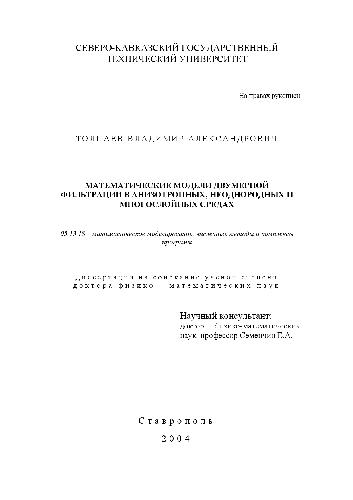 СЕВЕРО-КАВКАЗСКИЙ ГОСУДАРСТВЕННЫЙ
ТЕХНИЧЕСКИЙ УНИВЕРСИТЕТ
На правах рукописи
ТОЛПАЕВ ВЛАДИМИР АЛЕКСАНДРОВИЧ
МАТЕМАТИЧЕСКИЕ МОДЕЛИ ДВУМЕРНОЙ
ФИЛЬТРАЦИИ В АНИЗОТРОПНЫХ, НЕОДНОРОДНЫХ И
МНОГОСЛОЙНЫХ СРЕДАХ
05.13.18 – математическое моделирование, численные методы и комплексы
программ
Диссертация на соискание ученой степени
доктора физико – математических наук
Научный консультант:
доктор физико-математических
наук, профессор Семенчин Е.А.
Ставрополь
2004